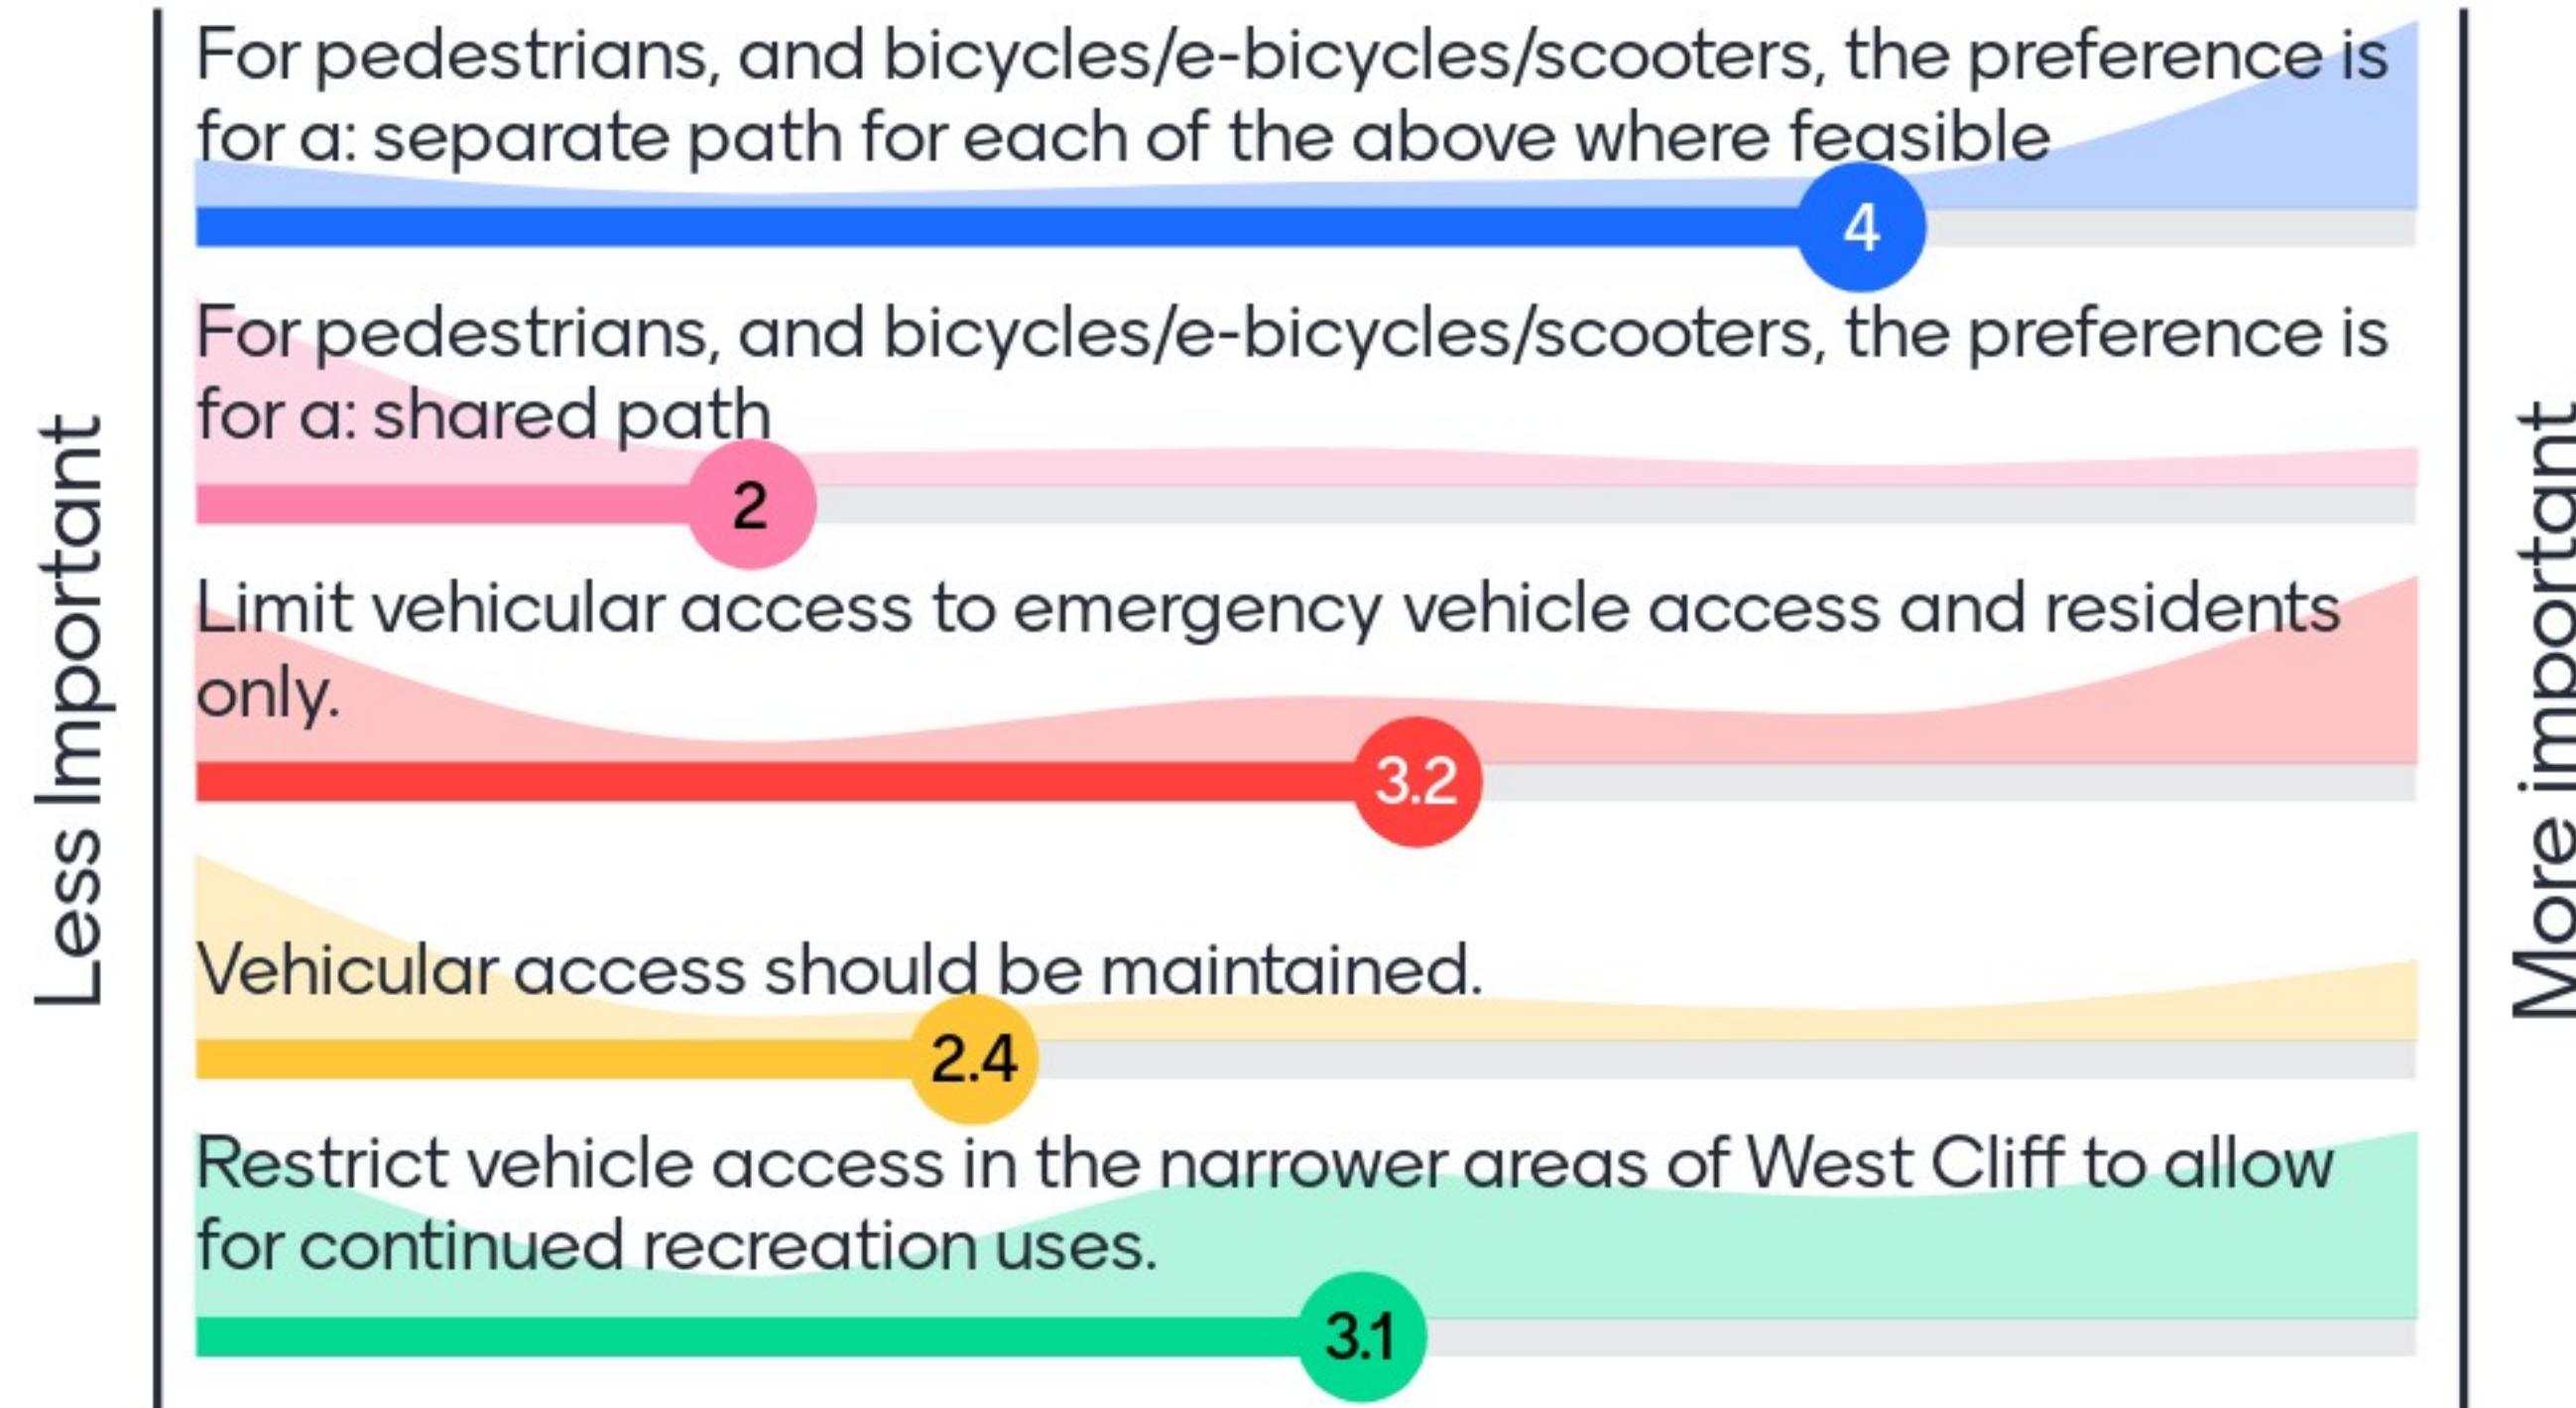 For pedestrians, and bicycles/e-bicycles/scooters, the preference is
for a: separate path for each of the above where feasible
4
For pedestrians, and bicycles/e-bicycles/scooters, the preference is
for a: shared path
2
Less Important
More important
Limit vehicular access to emergency vehicle access and residents
only.
3.2
Vehicular access should be maintained.
2.4
Restrict vehicle access in the narrower areas of West Cliff to allow
for continued recreation uses.
3.1